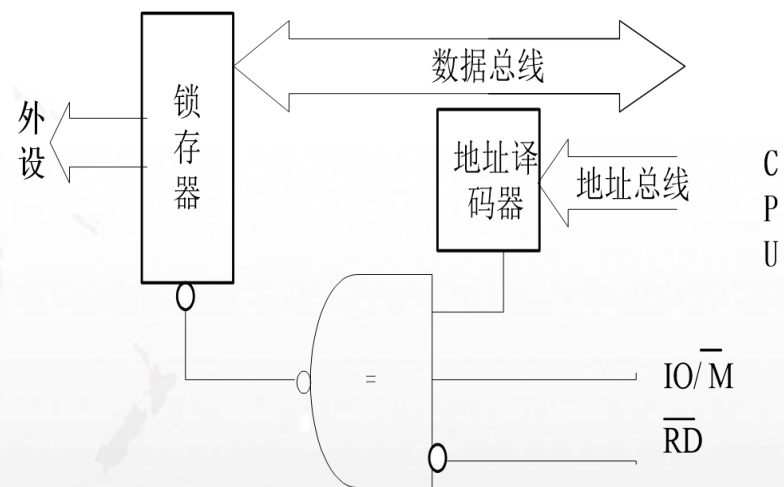 数据总线
锁存器
外设
地址译码器
地址总线
CPU
=
IO/M̅
R̅D̅